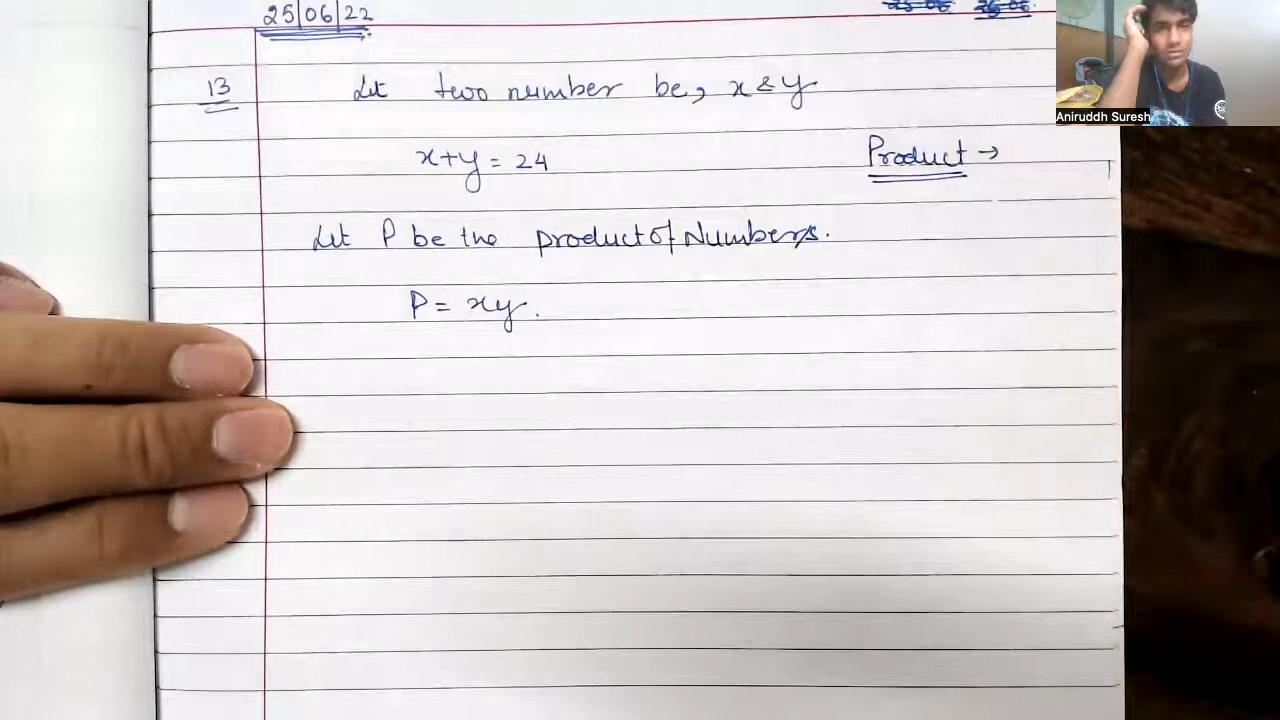 25|06|22
13 Let two number be, x & y
x+y = 24
Product →
Let P be the product of Numbers.
P = xy.
Aniruddh Suresh